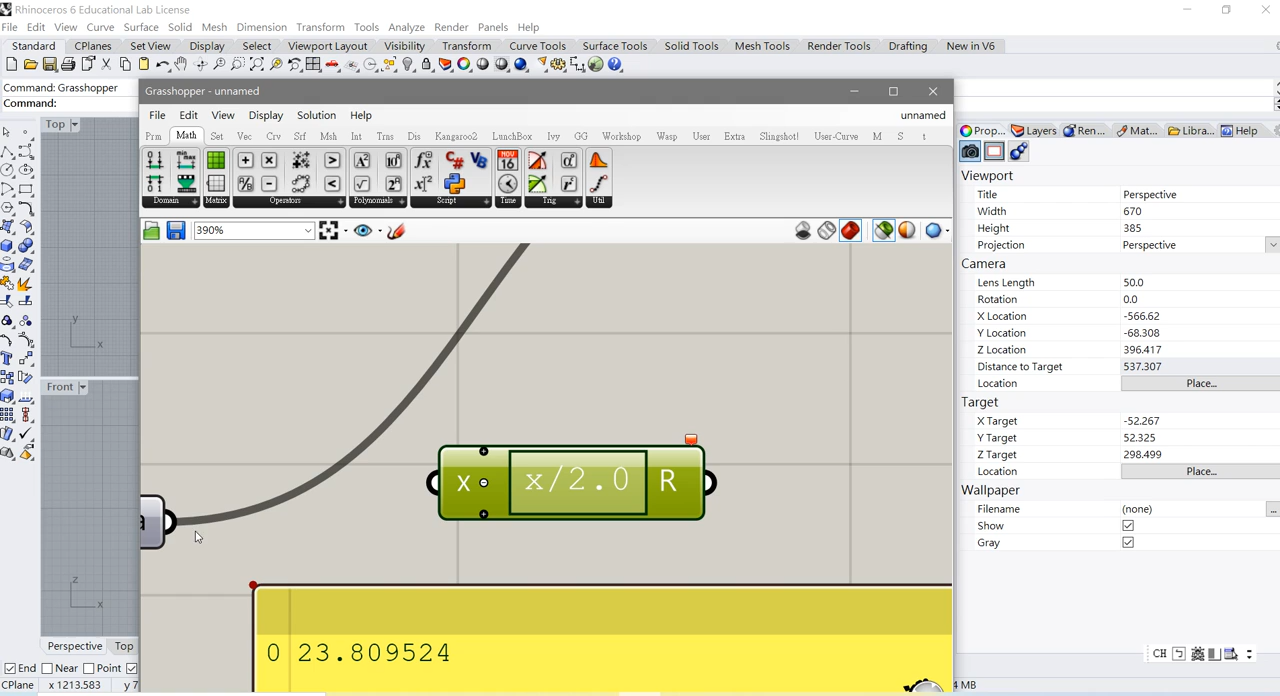 Rhinoceros 6 Educational Lab License
File Edit View Curve Surface Solid Mesh Dimension Transform Tools Analyze Render Panels Help
Standard CPlanes Set View Display Select Viewport Layout Visibility Transform Curve Tools Surface Tools Solid Tools Mesh Tools Render Tools Drafting New in V6
Command: Grasshopper
Command:
Grasshopper - unnamed
File Edit View Display Solution Help unnamed
Prm Math Set Vec Crv Srf Msh Int Trns Dis Kangaroo2 LunchBox Ivy GG Workshop Wasp User Extra Slingshot! User-Curve M S t
Domain Matrix Operators Polynomials Script Time Trig Util
390%
Top
Front
Perspective Top
x/2.0
x R
0 23.809524
Prop... Layers Ren... Mat... Libra... Help
Viewport
Title Perspective
Width 670
Height 385
Projection Perspective
Camera
Lens Length 50.0
Rotation 0.0
X Location -566.62
Y Location -68.308
Z Location 396.417
Distance to Target 537.307
Location Place...
Target
X Target -52.267
Y Target 52.325
Z Target 298.499
Location Place...
Wallpaper
Filename (none) ...
Show
Gray
CH
End Near Point
CPlane x 1213.583 y 7
4 MB